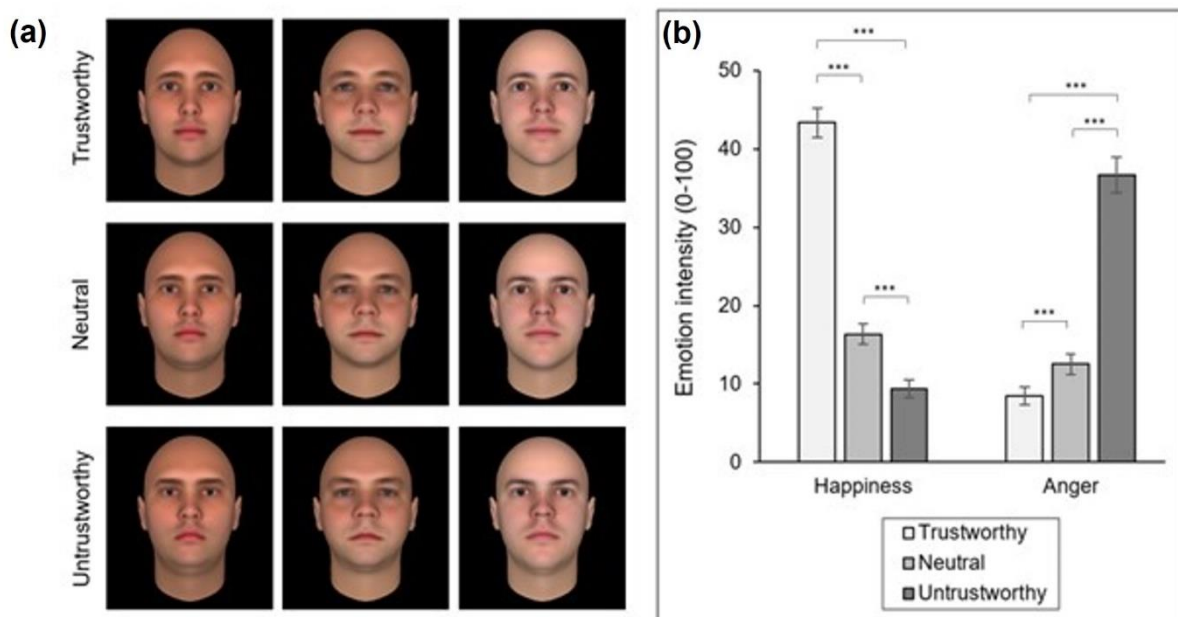 (a)
Trustworthy
Neutral
Untrustworthy
(b)
Emotion intensity (0-100)
50
40
30
20
10
0
***
***
***
***
***
***
Happiness
Anger
Trustworthy
Neutral
Untrustworthy